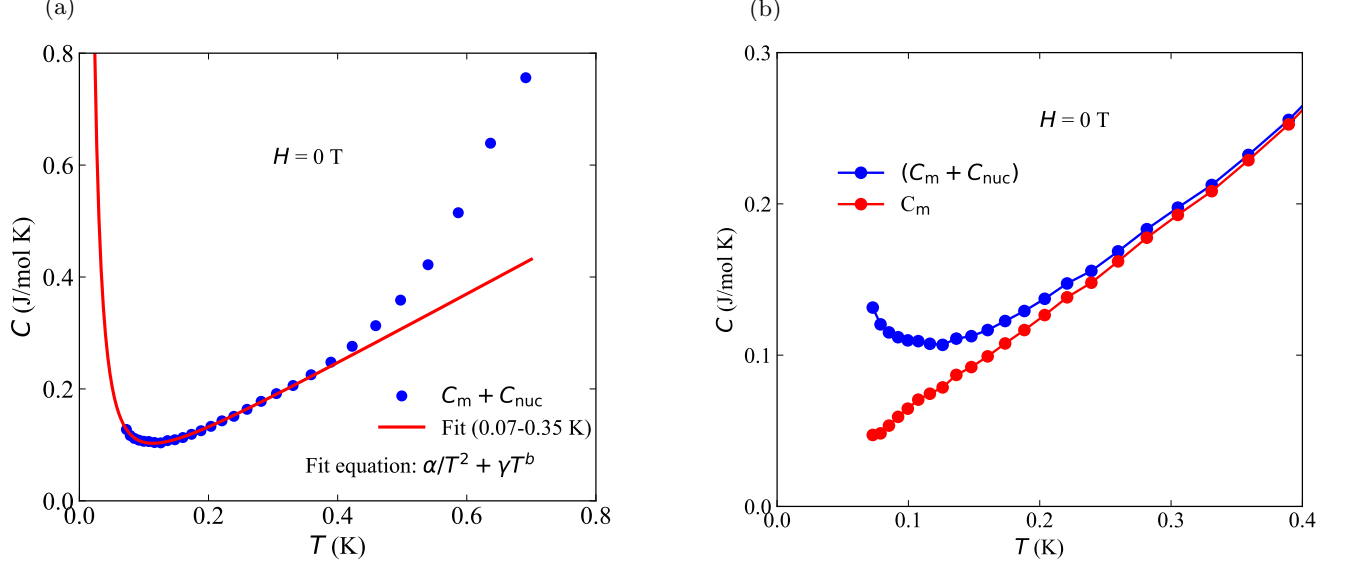 (a)
0.8
0.6
0.4
0.2
0.0
C (J/mol K)
H = 0 T
Cm + Cnuc
Fit (0.07-0.35 K)
Fit equation: α/T² + γTᵇ
0.0 0.2 0.4 0.6 0.8
T (K)
(b)
0.3
0.2
0.1
0.0
C (J/mol K)
H = 0 T
(Cm + Cnuc)
Cm
0.0 0.1 0.2 0.3 0.4
T (K)